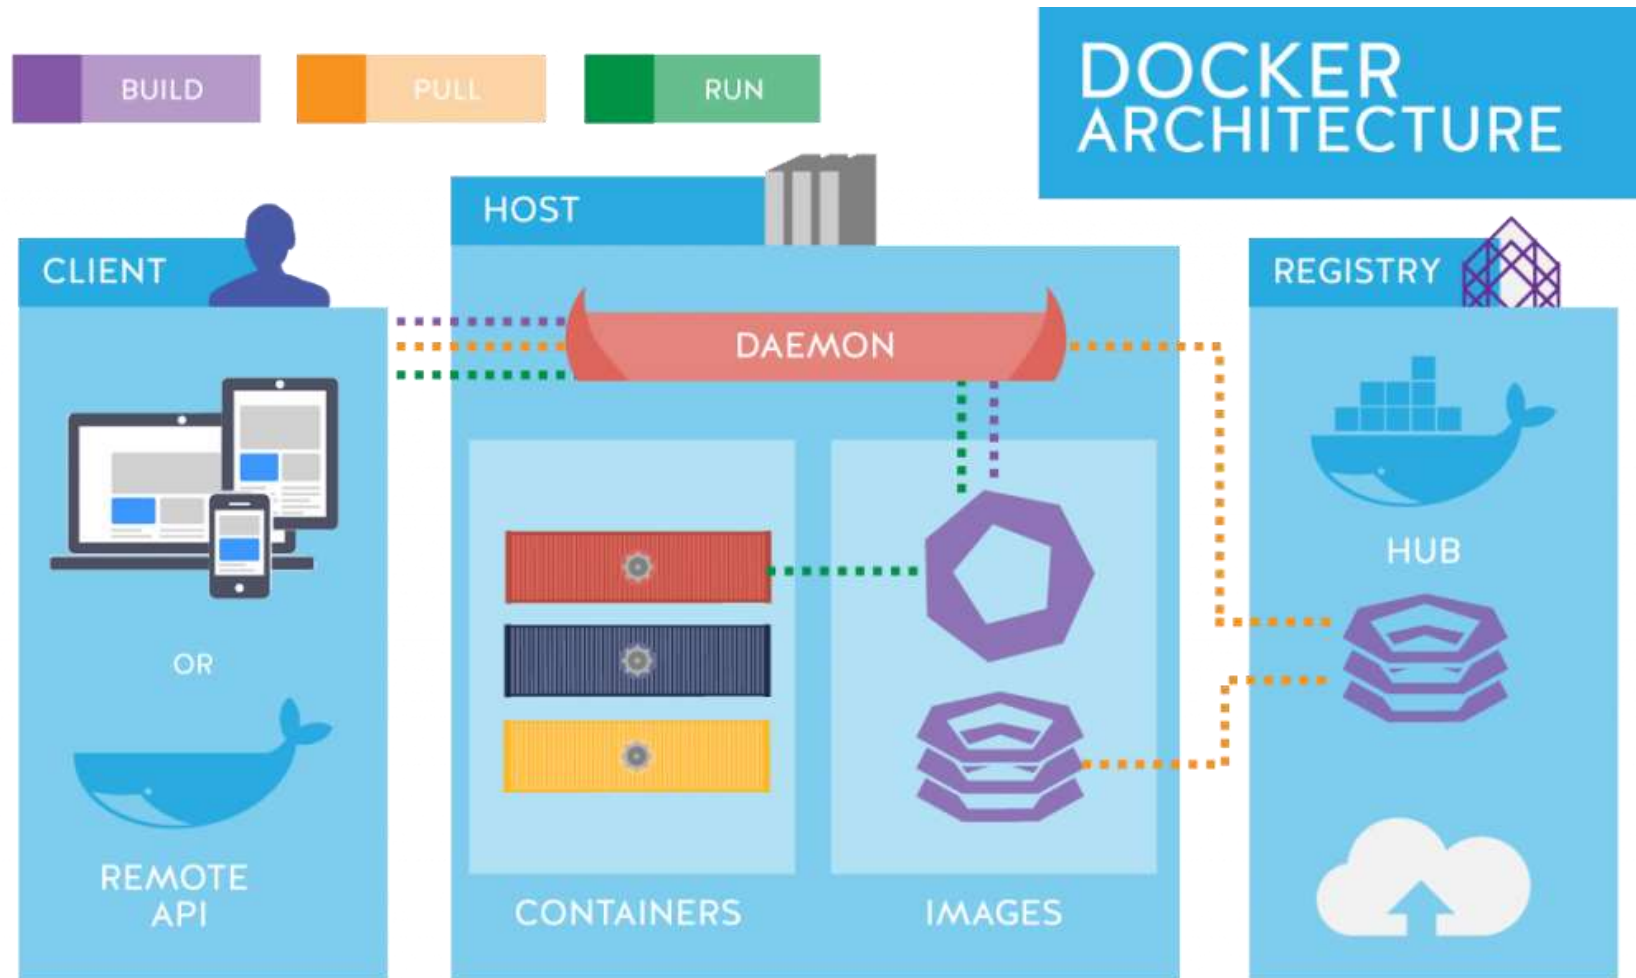 BUILD
PULL
RUN
DOCKER
ARCHITECTURE
HOST
CLIENT
REGISTRY
DAEMON
HUB
OR
REMOTE
API
CONTAINERS
IMAGES